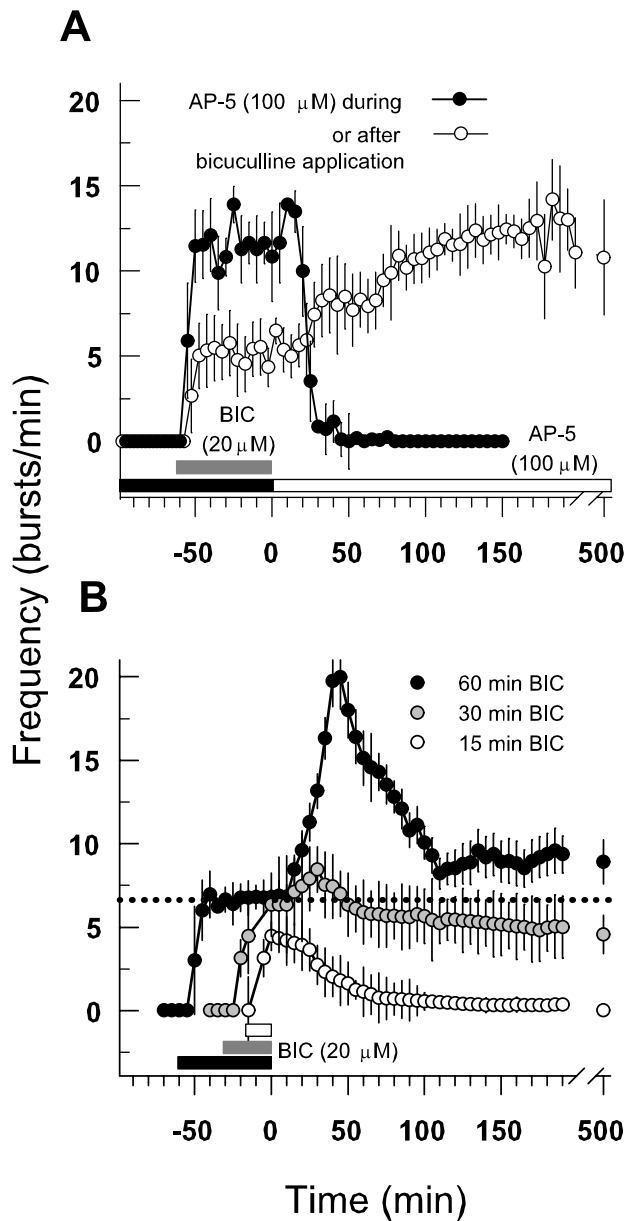 A
AP-5 (100 μM) during
or after
bicuculline application
20
15
10
5
0
BIC
(20 μM)
AP-5
(100 μM)
-50 0 50 100 150 500
Frequency (bursts/min)
B
20
15
10
5
0
60 min BIC
30 min BIC
15 min BIC
BIC (20 μM)
-50 0 50 100 150 500
Time (min)